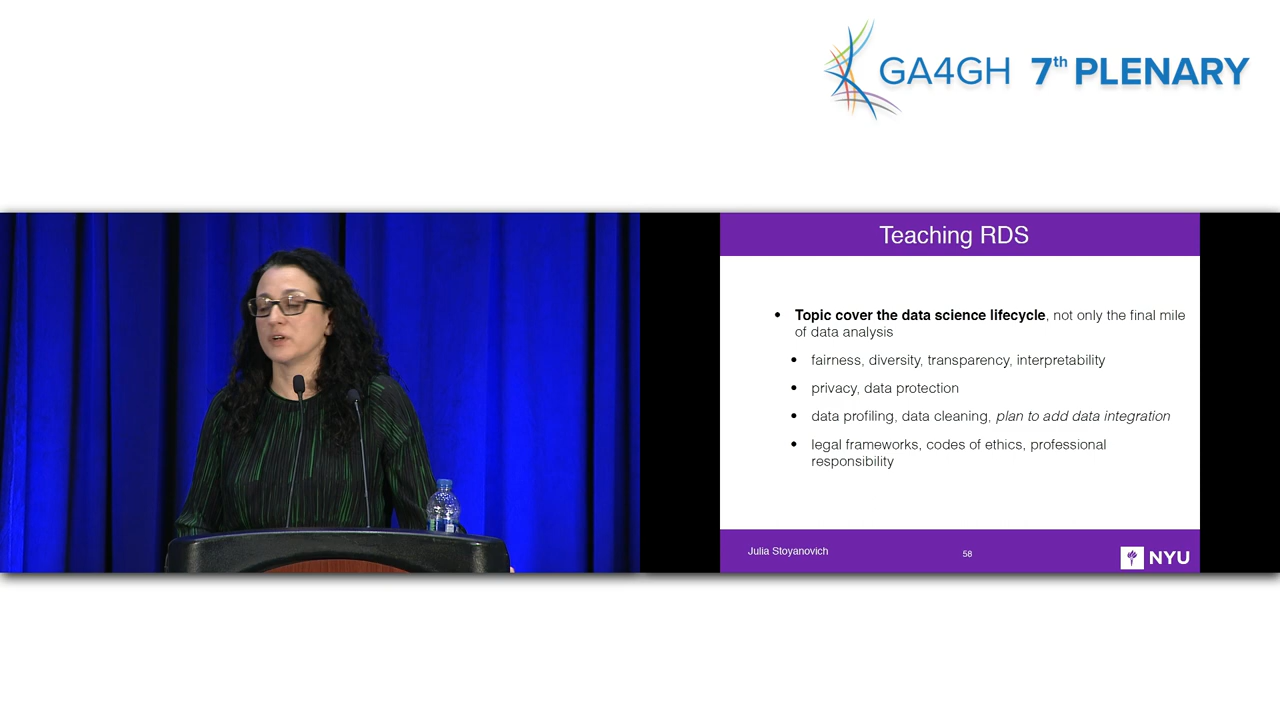 GA4GH 7th PLENARY
Teaching RDS
• Topic cover the data science lifecycle, not only the final mile
of data analysis
• fairness, diversity, transparency, interpretability
• privacy, data protection
• data profiling, data cleaning, plan to add data integration
• legal frameworks, codes of ethics, professional
responsibility
Julia Stoyanovich
58
NYU